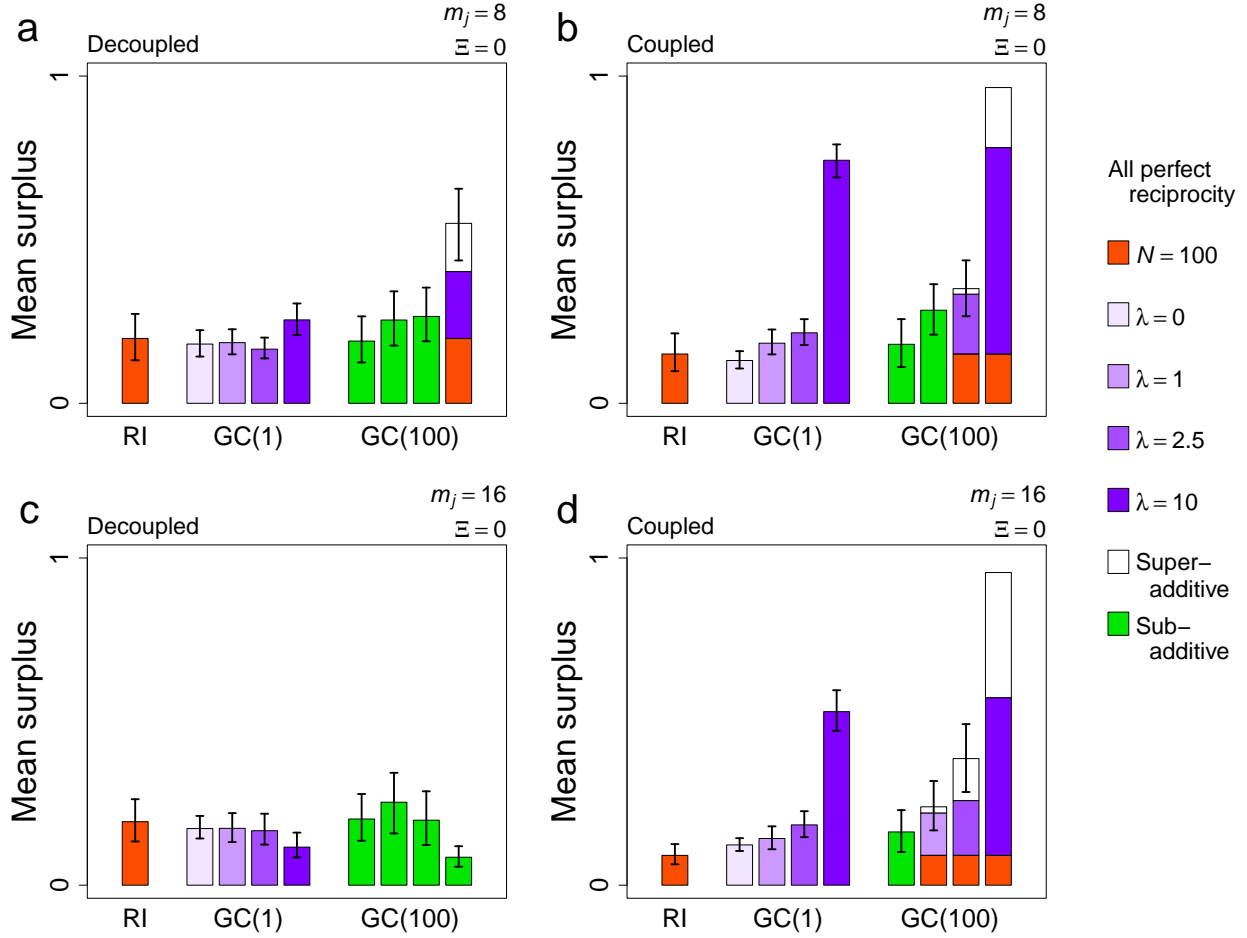 a
Decoupled
m_j = 8
Ξ = 0
Mean surplus
1
0
RI
GC(1)
GC(100)
b
Coupled
m_j = 8
Ξ = 0
Mean surplus
1
0
RI
GC(1)
GC(100)
c
Decoupled
m_j = 16
Ξ = 0
Mean surplus
1
0
RI
GC(1)
GC(100)
d
Coupled
m_j = 16
Ξ = 0
Mean surplus
1
0
RI
GC(1)
GC(100)
All perfect
reciprocity
N = 100
λ = 0
λ = 1
λ = 2.5
λ = 10
Super−
additive
Sub−
additive